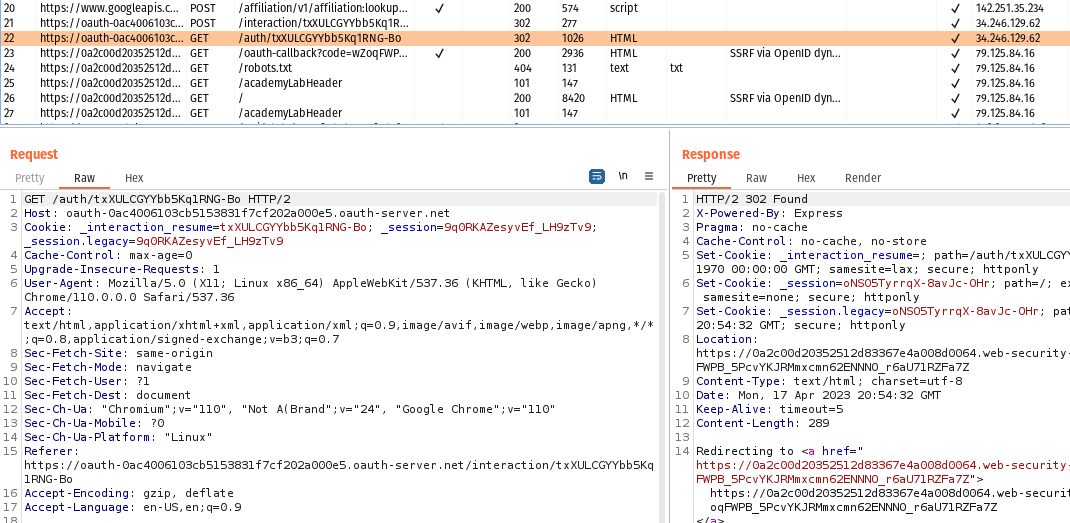 20 https://www.googleapis.c... POST /affiliation/v1/affiliation:lookup... ✓ 200 574 script ✓ 142.251.35.234
21 https://oauth-0ac4006103c... POST /interaction/txXULCGYYbb5Kq1R... 302 277 ✓ 34.246.129.62
22 https://oauth-0ac4006103c... GET /auth/txXULCGYYbb5Kq1RNG-Bo 302 1026 HTML ✓ 34.246.129.62
23 https://0a2c00d20352512d... GET /oauth-callback?code=wZoqFWP... ✓ 200 2936 HTML SSRF via OpenID dyn... ✓ 79.125.84.16
24 https://0a2c00d20352512d... GET /robots.txt 404 131 text txt ✓ 79.125.84.16
25 https://0a2c00d20352512d... GET /academyLabHeader 101 147 ✓ 79.125.84.16
26 https://0a2c00d20352512d... GET / 200 8420 HTML SSRF via OpenID dyn... ✓ 79.125.84.16
27 https://0a2c00d20352512d... GET /academyLabHeader 101 147 ✓ 79.125.84.16
Request
Pretty Raw Hex \n
1 GET /auth/txXULCGYYbb5Kq1RNG-Bo HTTP/2
2 Host: oauth-0ac4006103cb5153831f7cf202a000e5.oauth-server.net
3 Cookie: _interaction_resume=txXULCGYYbb5Kq1RNG-Bo; _session=9q0RKAZesyvEf_LH9zTv9;
_session.legacy=9q0RKAZesyvEf_LH9zTv9
4 Cache-Control: max-age=0
5 Upgrade-Insecure-Requests: 1
6 User-Agent: Mozilla/5.0 (X11; Linux x86_64) AppleWebKit/537.36 (KHTML, like Gecko)
Chrome/110.0.0.0 Safari/537.36
7 Accept:
text/html,application/xhtml+xml,application/xml;q=0.9,image/avif,image/webp,image/apng,*/*
;q=0.8,application/signed-exchange;v=b3;q=0.7
8 Sec-Fetch-Site: same-origin
9 Sec-Fetch-Mode: navigate
10 Sec-Fetch-User: ?1
11 Sec-Fetch-Dest: document
12 Sec-Ch-Ua: "Chromium";v="110", "Not A(Brand";v="24", "Google Chrome";v="110"
13 Sec-Ch-Ua-Mobile: ?0
14 Sec-Ch-Ua-Platform: "Linux"
15 Referer:
https://oauth-0ac4006103cb5153831f7cf202a000e5.oauth-server.net/interaction/txXULCGYYbb5Kq
1RNG-Bo
16 Accept-Encoding: gzip, deflate
17 Accept-Language: en-US,en;q=0.9
18
Response
Pretty Raw Hex Render
1 HTTP/2 302 Found
2 X-Powered-By: Express
3 Pragma: no-cache
4 Cache-Control: no-cache, no-store
5 Set-Cookie: _interaction_resume=; path=/auth/txXULCGY
1970 00:00:00 GMT; samesite=lax; secure; httponly
6 Set-Cookie: _session=oNSO5TyrrqX-8avJc-OHr; path=/; ex
samesite=none; secure; httponly
7 Set-Cookie: _session.legacy=oNSO5TyrrqX-8avJc-OHr; pat
20:54:32 GMT; secure; httponly
8 Location:
https://0a2c00d20352512d83367e4a008d0064.web-security-
FWPB_5PcvYKJRMmxcmn62ENNNO_r6aU71RZFa7Z
9 Content-Type: text/html; charset=utf-8
10 Date: Mon, 17 Apr 2023 20:54:32 GMT
11 Keep-Alive: timeout=5
12 Content-Length: 289
13
14 Redirecting to <a href="
https://0a2c00d20352512d83367e4a008d0064.web-security-
FWPB_5PcvYKJRMmxcmn62ENNNO_r6aU71RZFa7Z">
https://0a2c00d20352512d83367e4a008d0064.web-securit
oqFWPB_5PcvYKJRMmxcmn62ENNNO_r6aU71RZFa7Z
</a>